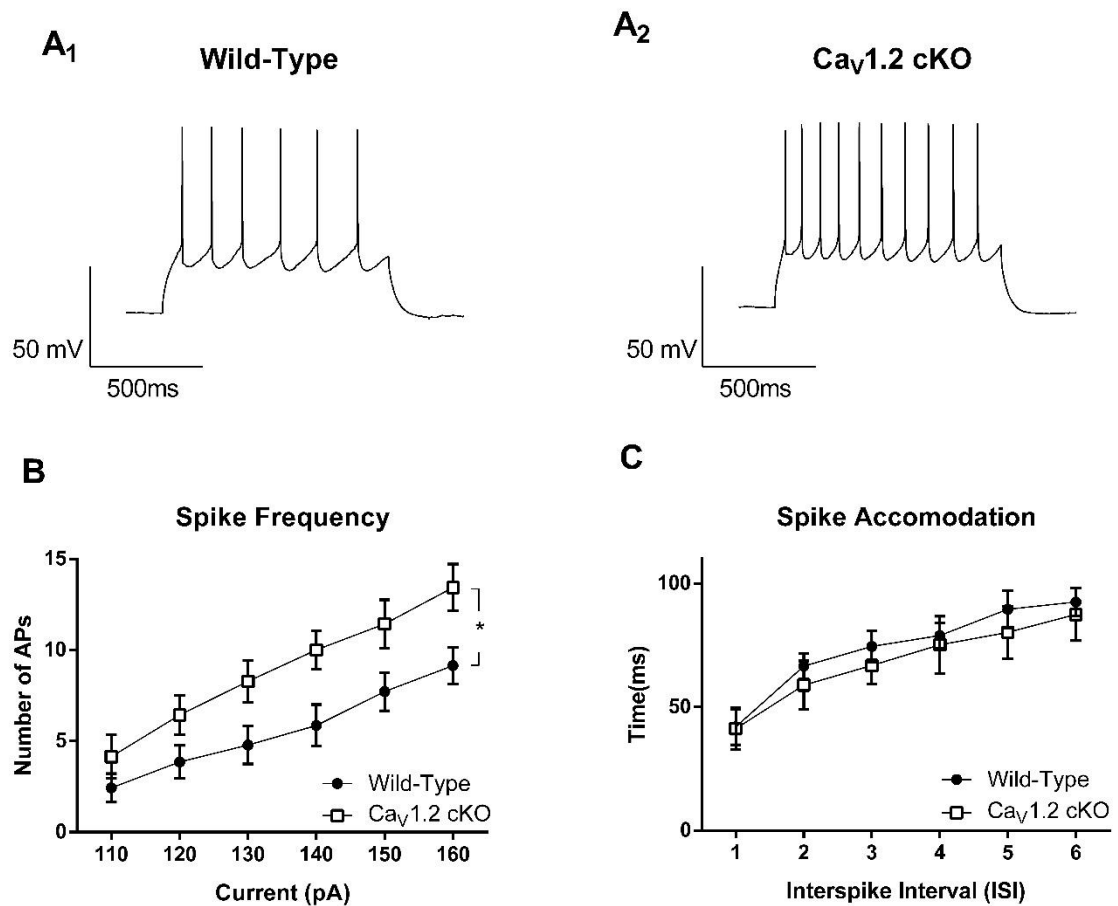 A1
Wild-Type
50 mV
500ms
A2
CaV1.2 cKO
50 mV
500ms
B
Spike Frequency
Number of APs
15
10
5
0
110 120 130 140 150 160
Current (pA)
*
Wild-Type
CaV1.2 cKO
C
Spike Accomodation
Time(ms)
100
50
0
1 2 3 4 5 6
Interspike Interval (ISI)
Wild-Type
CaV1.2 cKO